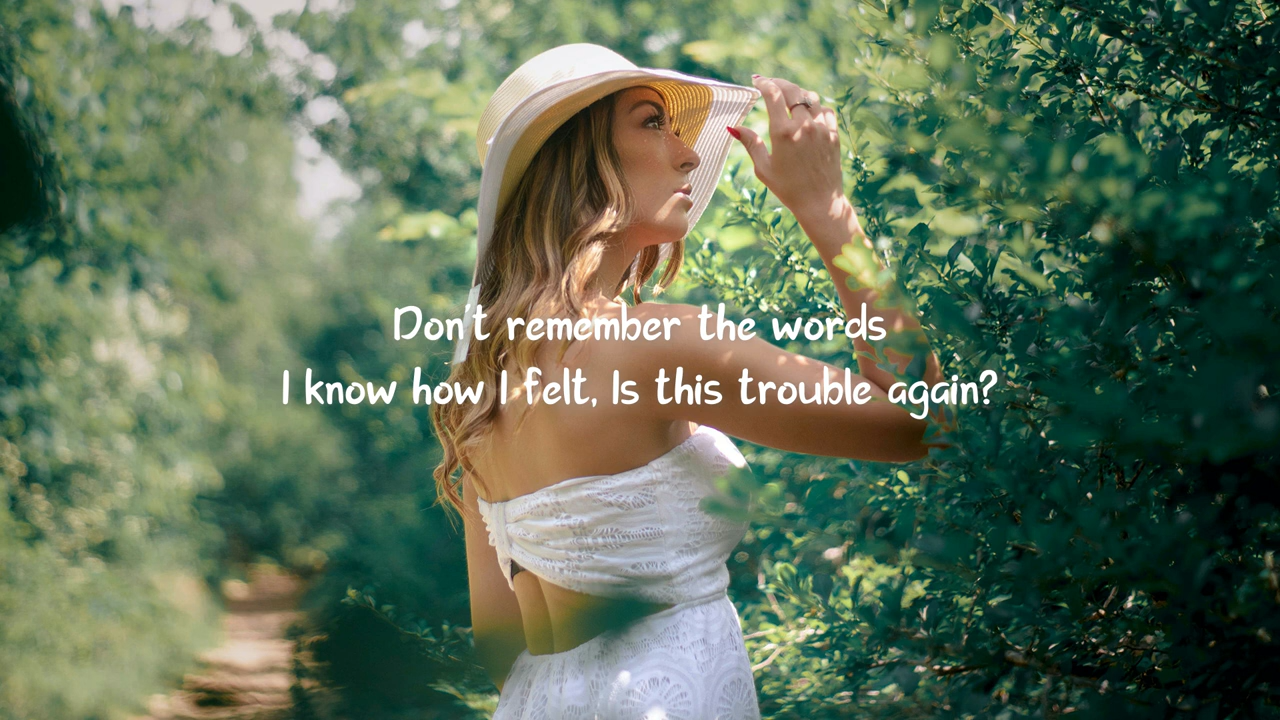 Don't remember the words
I know how I felt, Is this trouble again?